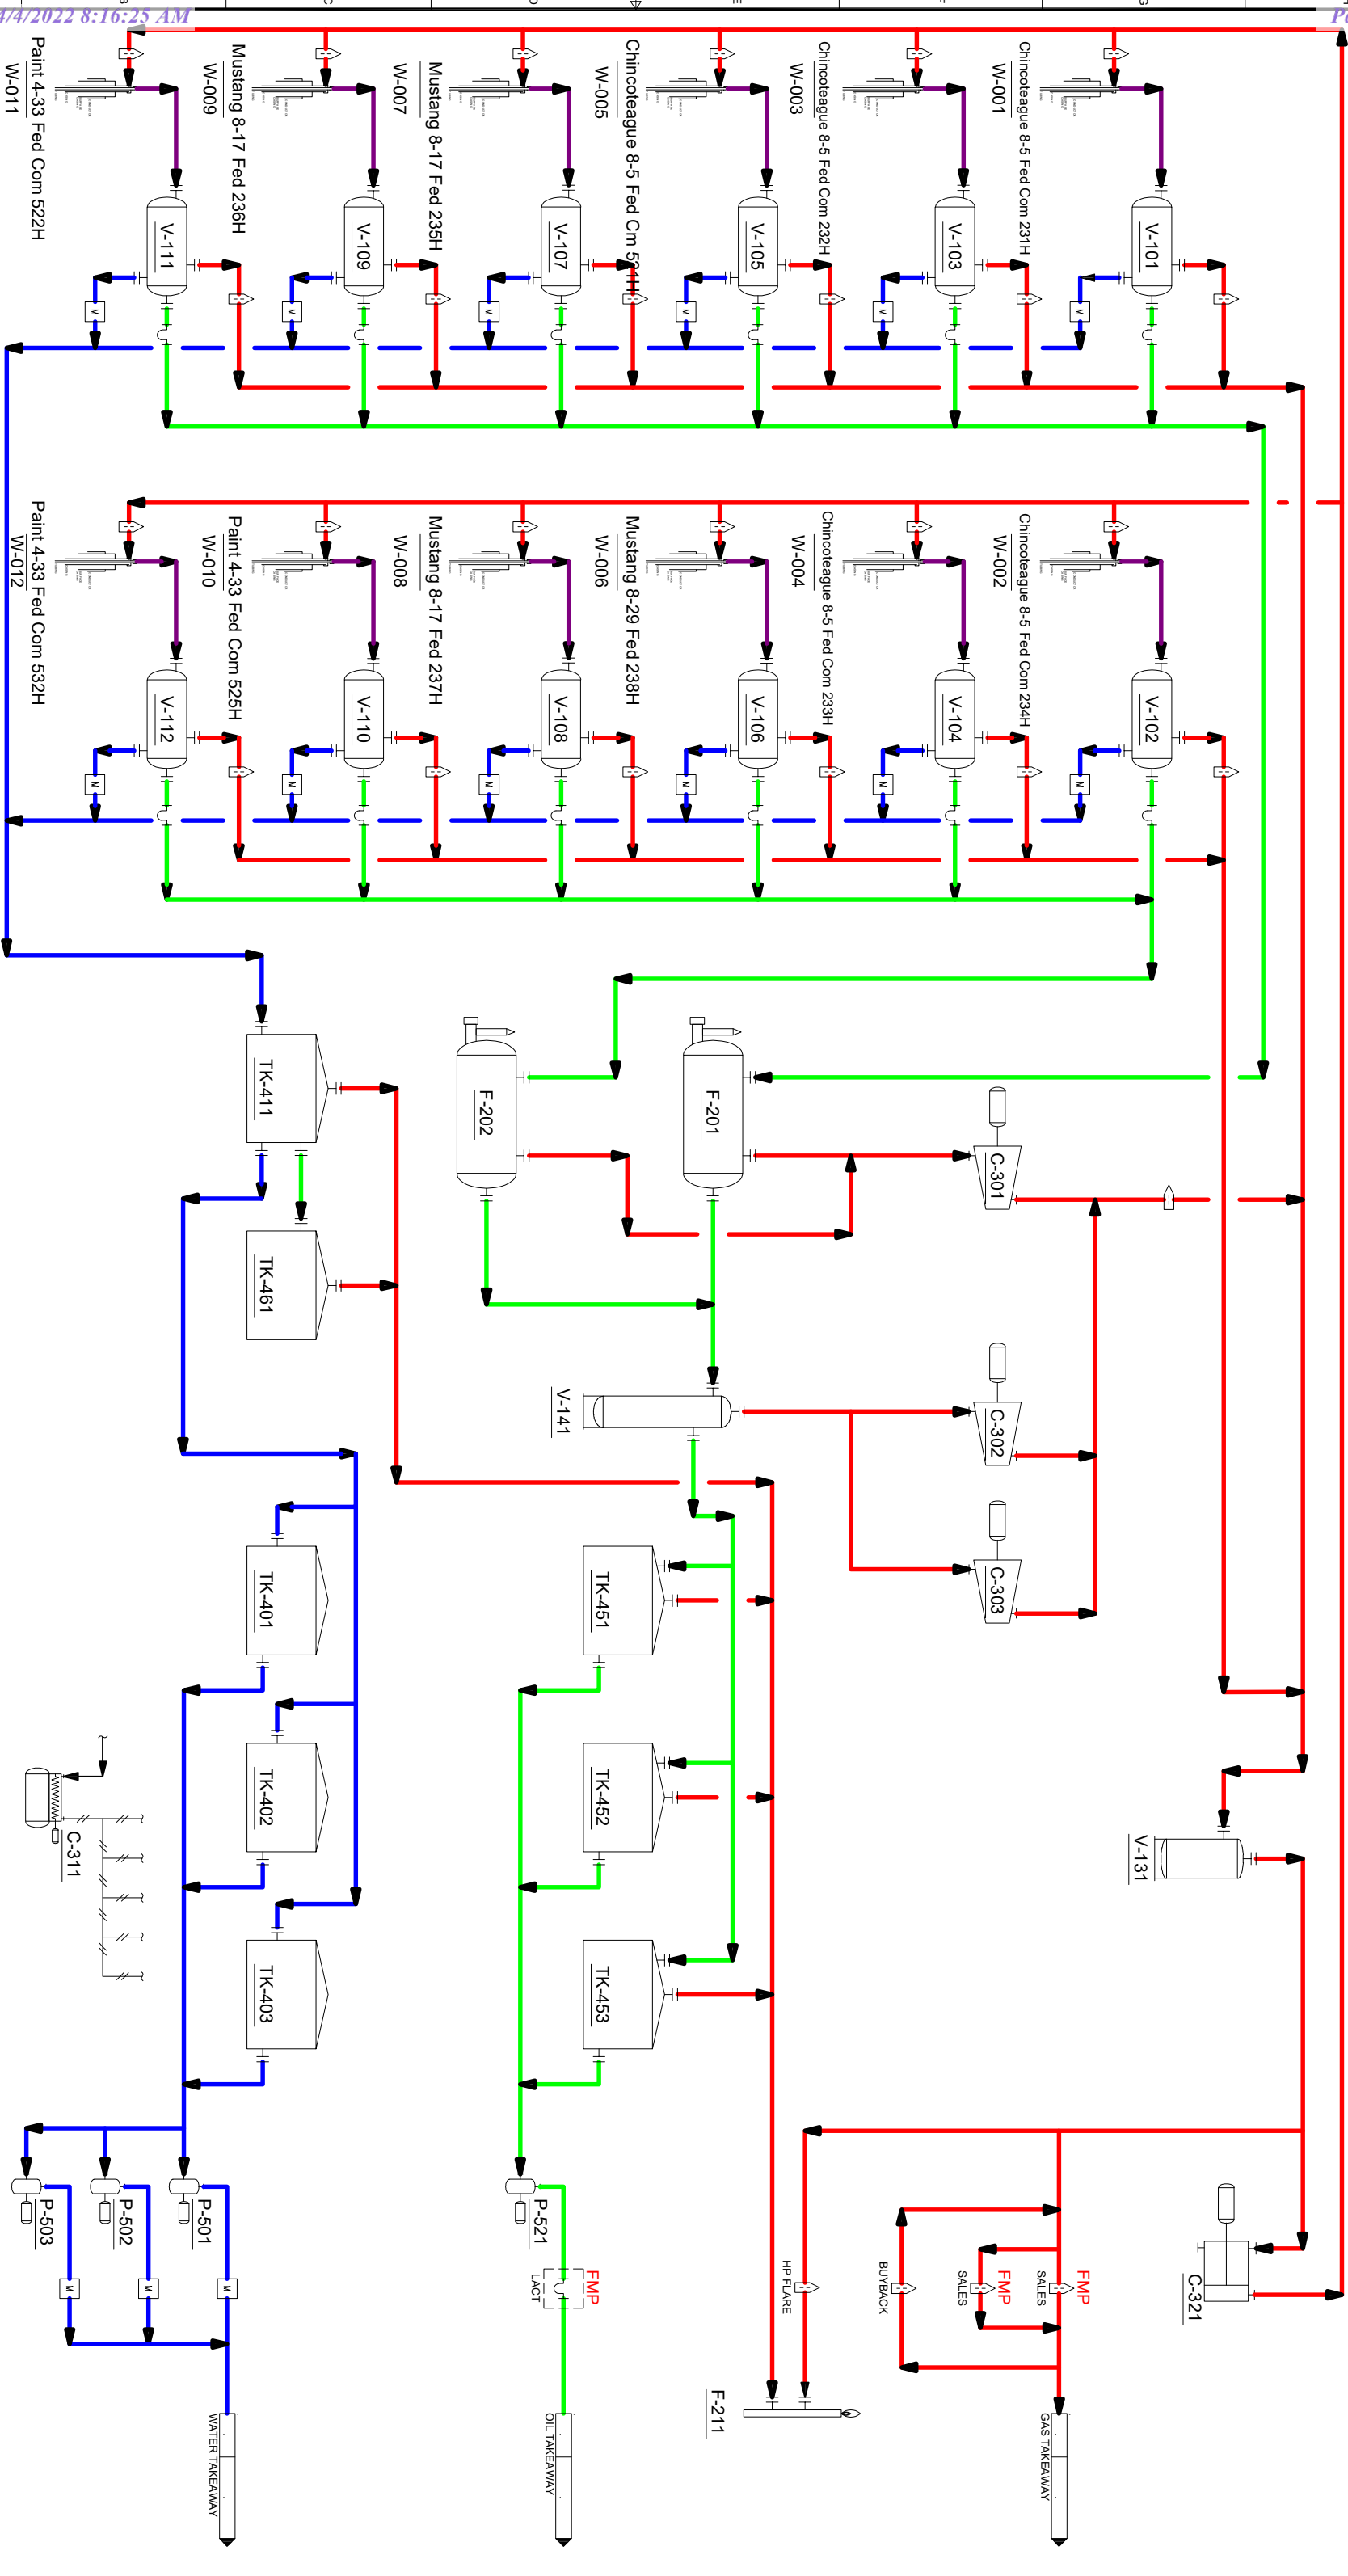 4/4/2022 8:16:25 AM
Po
C
D
E
F
G
W-001
Chincoteague 8-5 Fed Com 231H
V-101
M
W-003
Chincoteague 8-5 Fed Com 232H
V-103
M
W-005
Chincoteague 8-5 Fed Cm 521H
V-105
M
W-007
Mustang 8-17 Fed 235H
V-107
M
W-009
Mustang 8-17 Fed 236H
V-109
M
W-011
Paint 4-33 Fed Com 522H
V-111
M
W-002
Chincoteague 8-5 Fed Com 234H
V-102
M
W-004
Chincoteague 8-5 Fed Com 233H
V-104
M
W-006
Mustang 8-29 Fed 238H
V-106
M
W-008
Mustang 8-17 Fed 237H
V-108
M
W-010
Paint 4-33 Fed Com 525H
V-110
M
W-012
Paint 4-33 Fed Com 532H
V-112
M
F-201
F-202
C-301
C-302
C-303
V-141
V-131
TK-411
TK-461
TK-401
TK-402
TK-403
TK-451
TK-452
TK-453
C-311
C-321
FMP
SALES
FMP
SALES
BUYBACK
HP FLARE
F-211
GAS TAKEAWAY
P-521
FMP
LACT
OIL TAKEAWAY
P-501
M
P-502
M
P-503
M
WATER TAKEAWAY